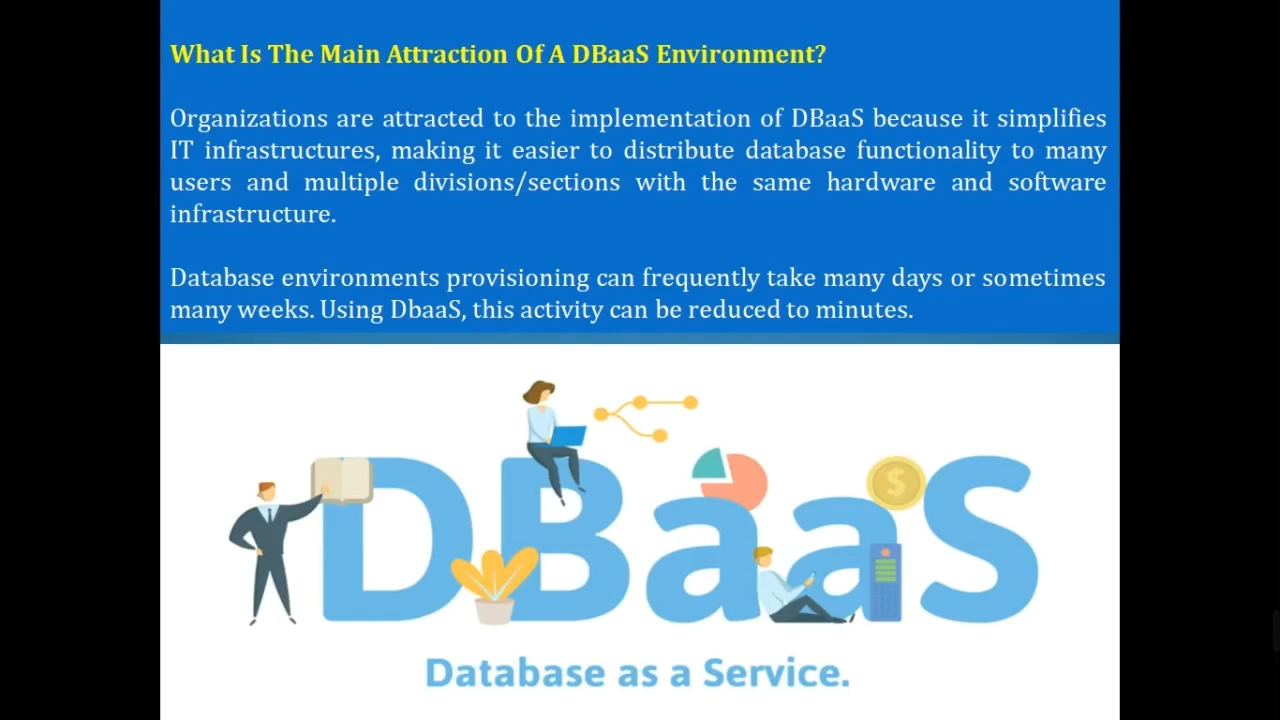 What Is The Main Attraction Of A DBaaS Environment?
Organizations are attracted to the implementation of DBaaS because it simplifies
IT infrastructures, making it easier to distribute database functionality to many
users and multiple divisions/sections with the same hardware and software
infrastructure.
Database environments provisioning can frequently take many days or sometimes
many weeks. Using DbaaS, this activity can be reduced to minutes.
$
DBaaS
Database as a Service.